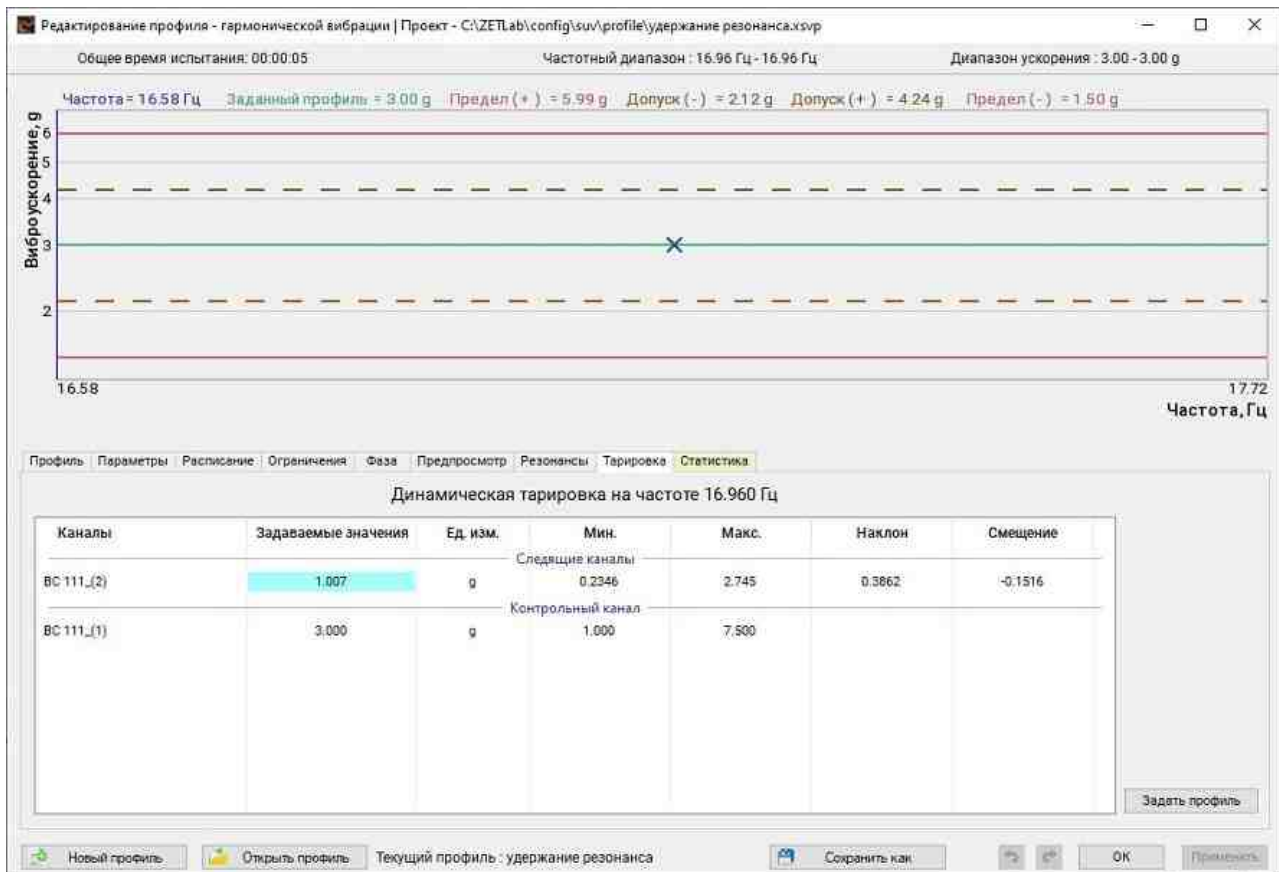 Редактирование профиля - гармонической вибрации | Проект - C:\ZETLab\config\suv\profile\удержание резонанса.xsvp
Общее время испытания: 00:00:05 Частотный диапазон : 16.96 Гц - 16.96 Гц Диапазон ускорения : 3.00 - 3.00 g
Частота = 16.58 Гц Заданный профиль = 3.00 g Предел ( + ) = 5.99 g Допуск ( - ) = 2.12 g Допуск ( + ) = 4.24 g Предел ( - ) = 1.50 g
Виброускорение, g
6
5
4
3
2
16.58 17.72
Частота, Гц
Профиль Параметры Расписание Ограничения Фаза Предпросмотр Резонансы Тарировка Статистика
Динамическая тарировка на частоте 16.960 Гц
Каналы Задаваемые значения Ед. изм. Мин. Макс. Наклон Смещение
Следящие каналы
ВС 111_(2) 1.007 g 0.2346 2.745 0.3862 -0.1516
Контрольный канал
ВС 111_(1) 3.000 g 1.000 7.500
Задать профиль
Новый профиль Открыть профиль Текущий профиль : удержание резонанса Сохранить как ОК Применить